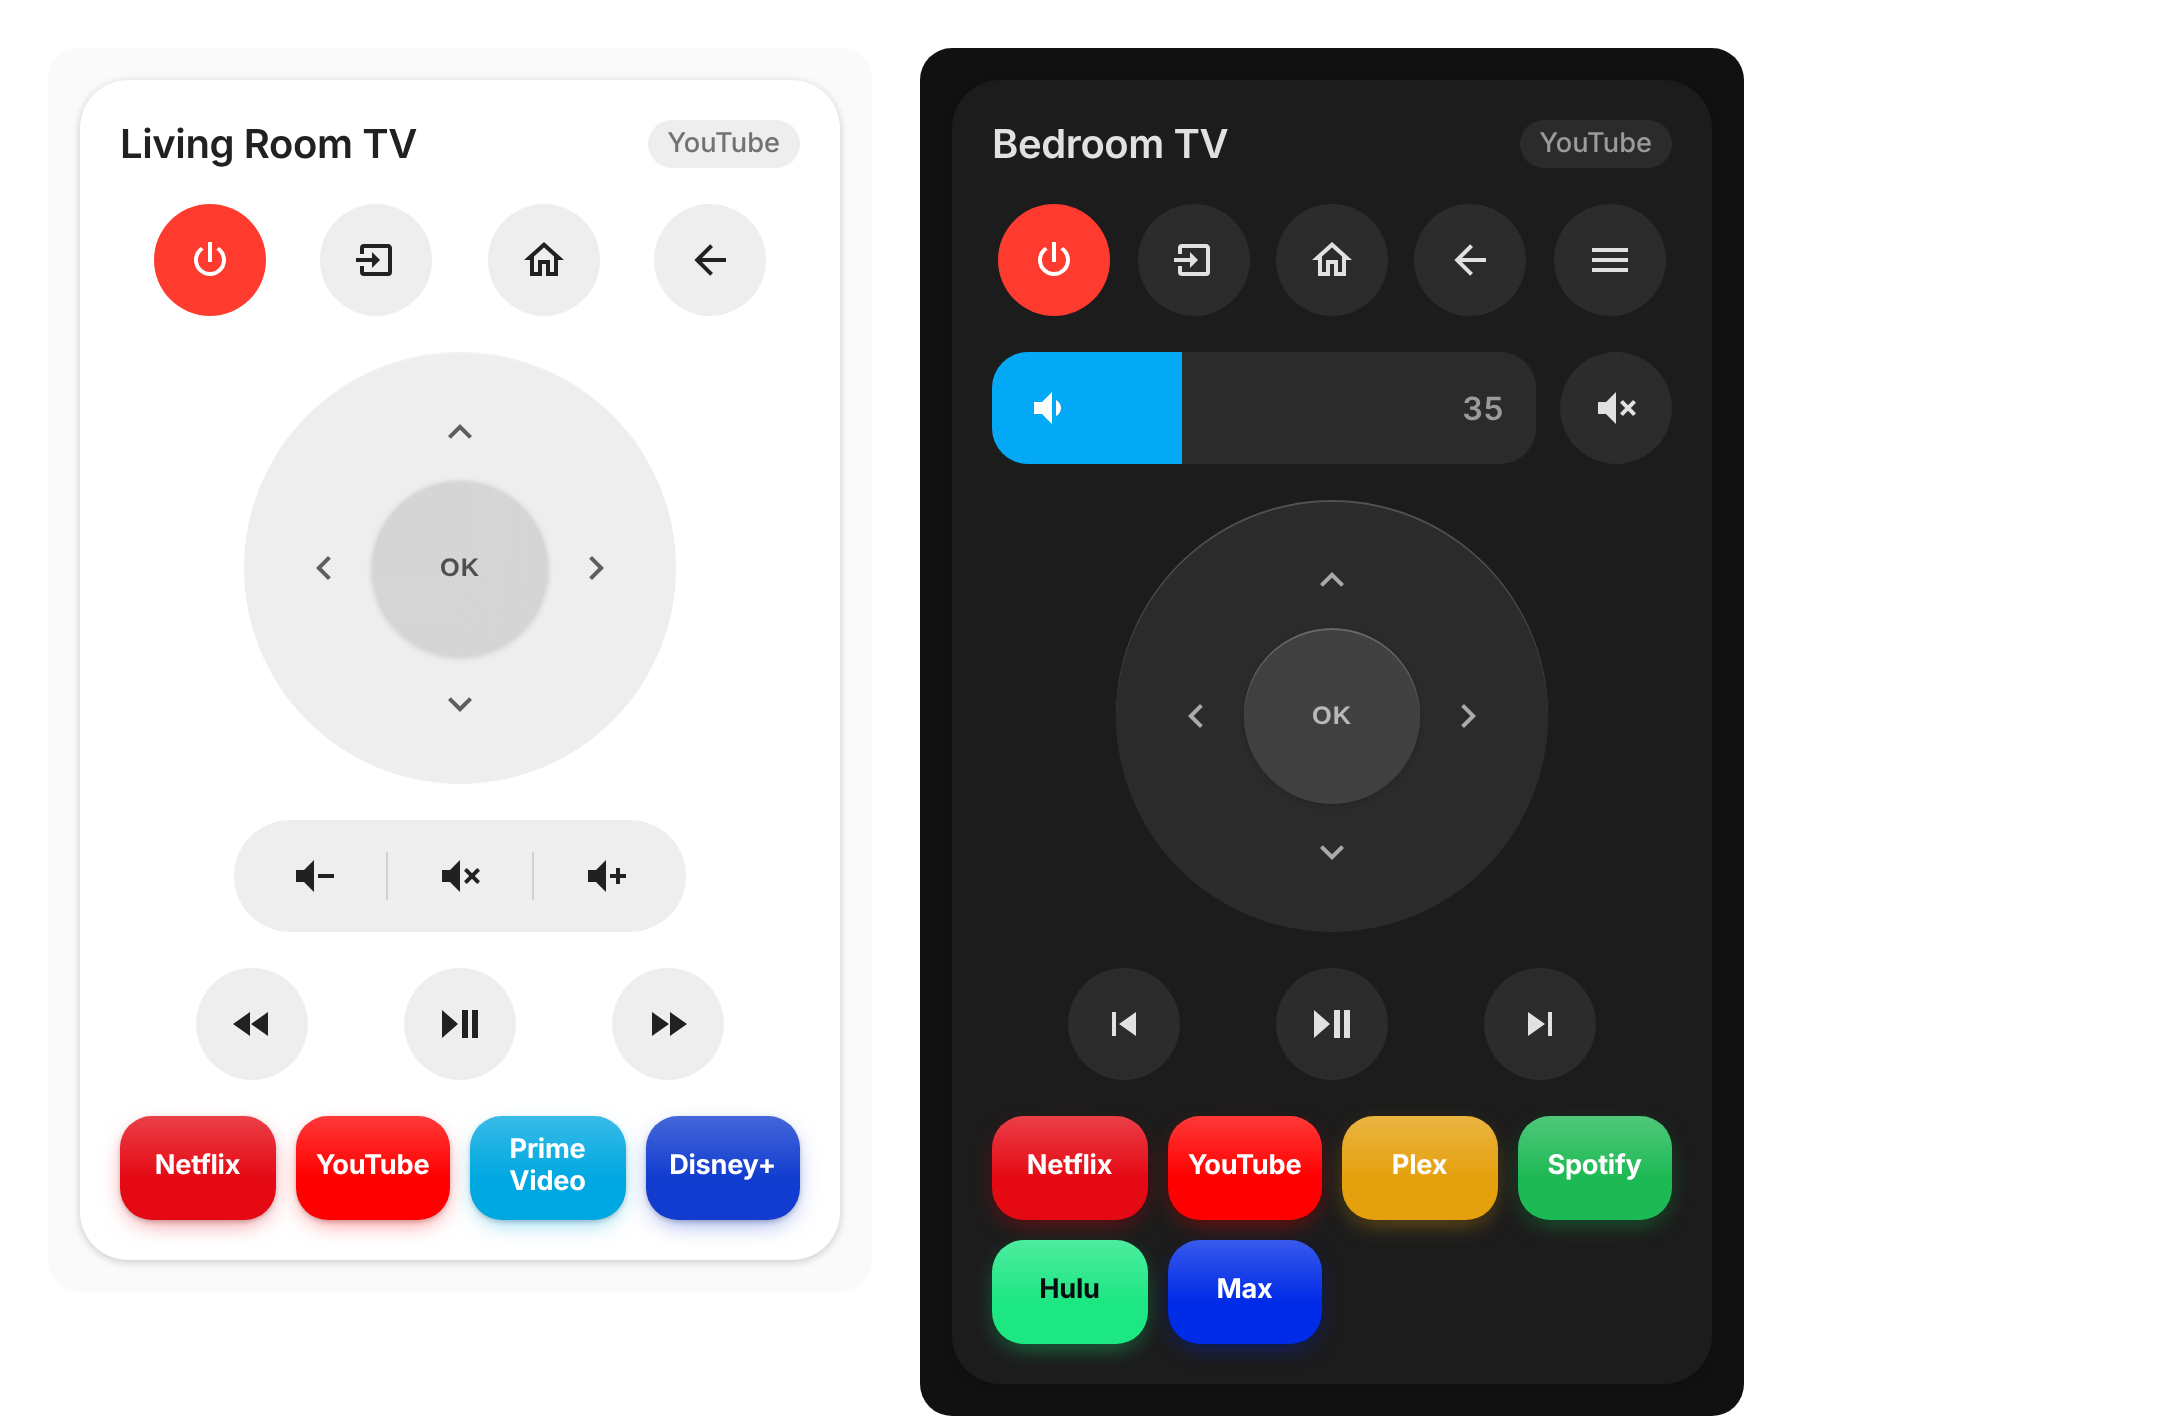 Living Room TV
YouTube
OK
Netflix
YouTube
Prime
Video
Disney+
Bedroom TV
YouTube
35
OK
Netflix
YouTube
Plex
Spotify
Hulu
Max